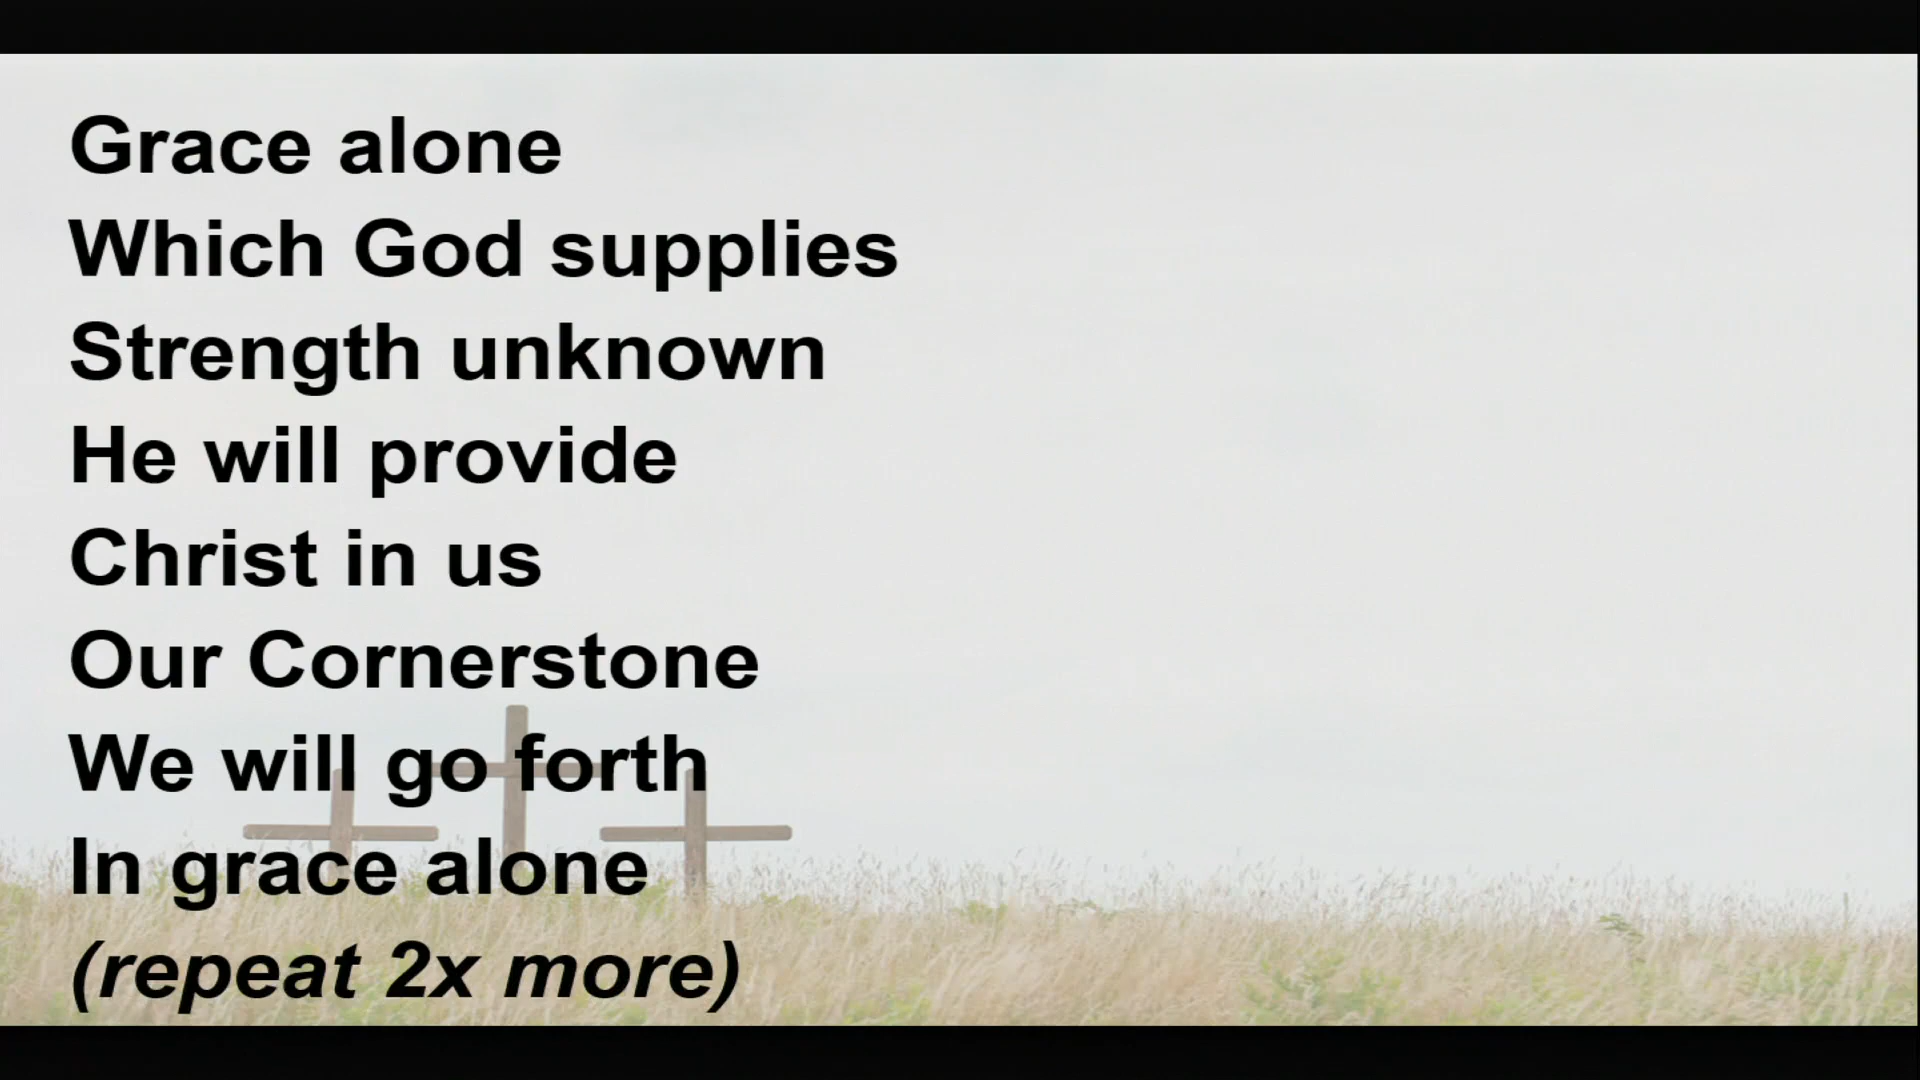 Grace alone
Which God supplies
Strength unknown
He will provide
Christ in us
Our Cornerstone
We will go forth
In grace alone
(repeat 2x more)